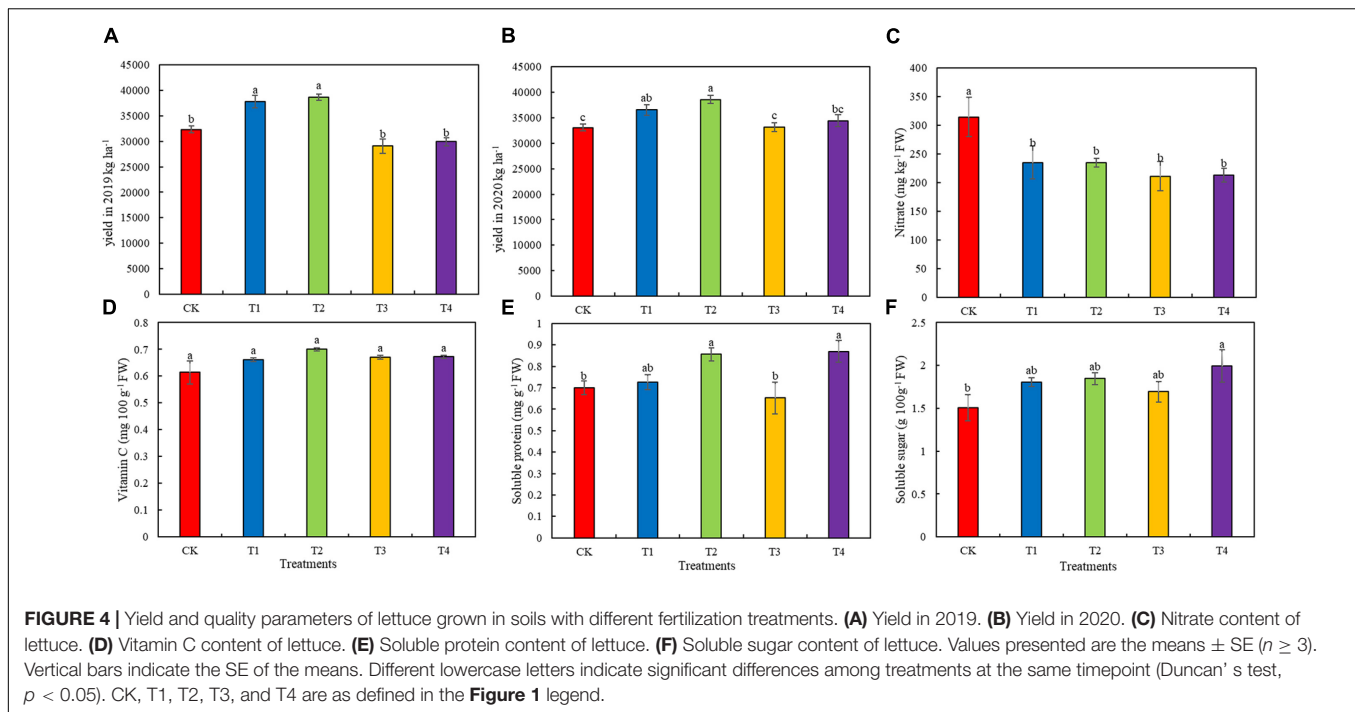 A
B
C
45000
40000
35000
30000
25000
20000
15000
10000
5000
0
yield in 2019 kg ha-1
b
a
a
b
b
CK
T1
T2
T3
T4
45000
40000
35000
30000
25000
20000
15000
10000
5000
0
yield in 2020 kg ha-1
c
ab
a
c
bc
CK
T1
T2
T3
T4
400
350
300
250
200
150
100
50
0
Nitrate (mg kg-1 FW)
a
b
b
b
b
CK
T1
T2
T3
T4
D
E
F
0.8
0.7
0.6
0.5
0.4
0.3
0.2
0.1
0
Vitamin C (mg 100 g-1 FW)
a
a
a
a
a
CK
T1
T2
T3
T4
Treatments
1
0.9
0.8
0.7
0.6
0.5
0.4
0.3
0.2
0.1
0
Soluble protein (mg g-1 FW)
b
ab
a
b
a
CK
T1
T2
T3
T4
Treatments
2.5
2
1.5
1
0.5
0
Soluble sugar (g 100g-1 FW)
b
ab
ab
ab
a
CK
T1
T2
T3
T4
Treatments
FIGURE 4 | Yield and quality parameters of lettuce grown in soils with different fertilization treatments. (A) Yield in 2019. (B) Yield in 2020. (C) Nitrate content of
lettuce. (D) Vitamin C content of lettuce. (E) Soluble protein content of lettuce. (F) Soluble sugar content of lettuce. Values presented are the means ± SE (n ≥ 3).
Vertical bars indicate the SE of the means. Different lowercase letters indicate significant differences among treatments at the same timepoint (Duncan' s test,
p < 0.05). CK, T1, T2, T3, and T4 are as defined in the Figure 1 legend.